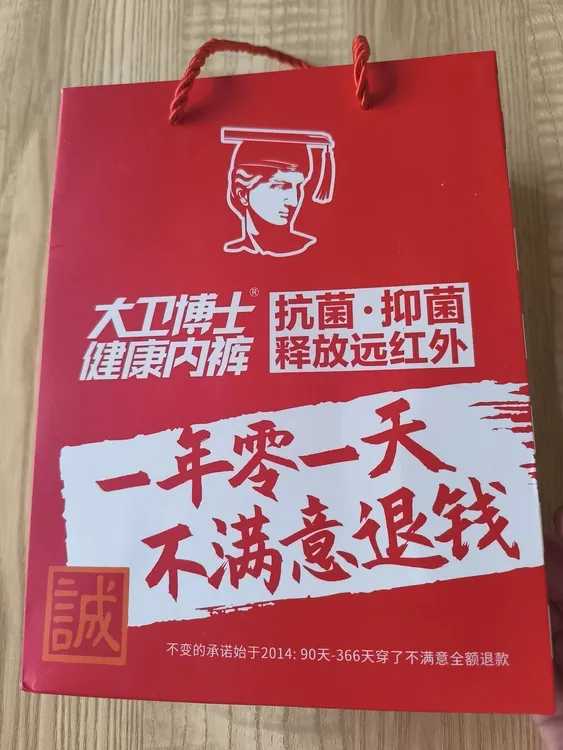 大卫博士®
健康内裤
抗菌·抑菌
释放远红外
一年零一天
不满意退钱
誠
不变的承诺始于2014: 90天-366天穿了不满意全额退款